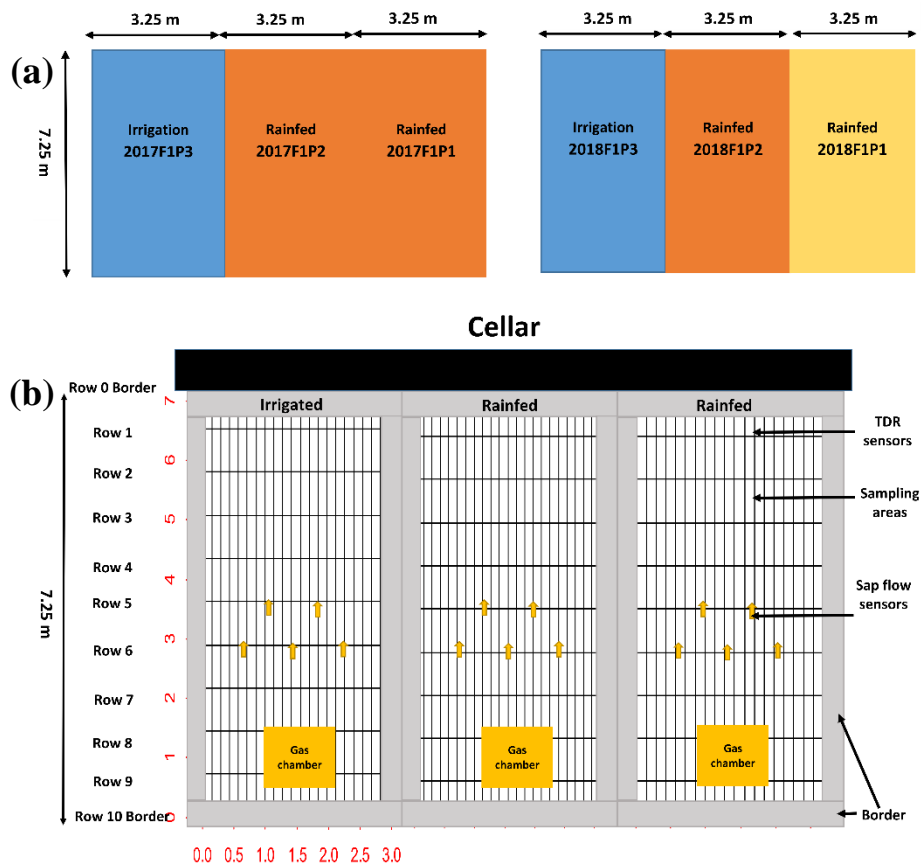 3.25 m 3.25 m 3.25 m 3.25 m 3.25 m 3.25 m
(a)
7.25 m
Irrigation Rainfed Rainfed Irrigation Rainfed Rainfed
2017F1P3 2017F1P2 2017F1P1 2018F1P3 2018F1P2 2018F1P1
Cellar
(b)
Row 0 Border
7.25 m
Irrigated Rainfed Rainfed
Row 1
Row 2
Row 3
Row 4
Row 5
Row 6
Row 7
Row 8
Row 9
Row 10 Border
7
6
5
4
3
2
1
0
TDR
sensors
Sampling
areas
Sap flow
sensors
Gas Gas Gas
chamber chamber chamber
Border
0.0 0.5 1.0 1.5 2.0 2.5 3.0